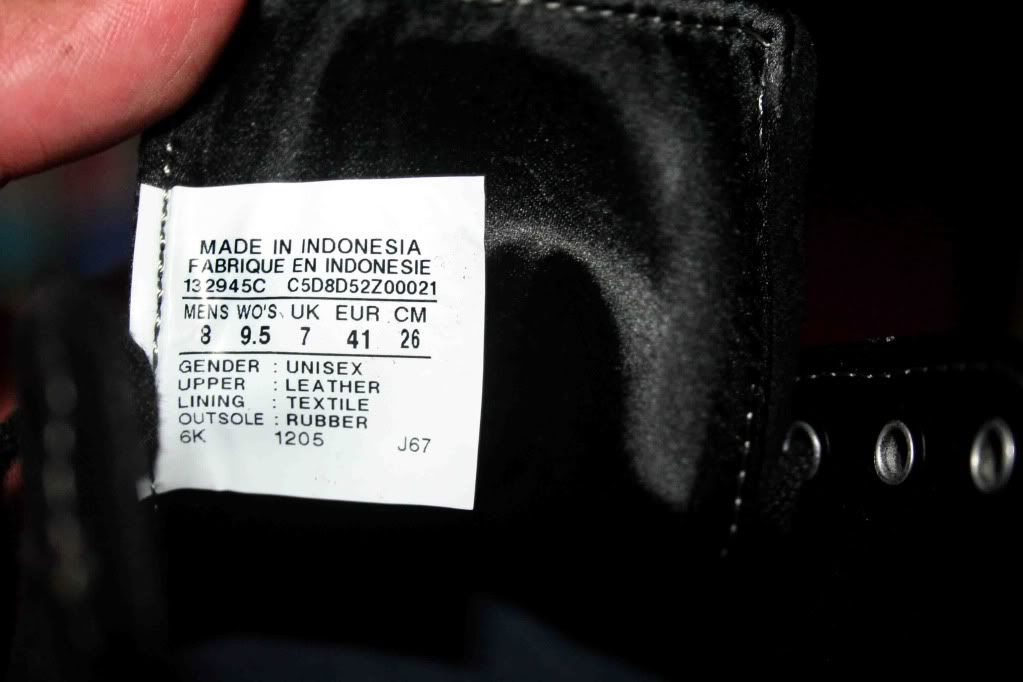 MADE IN INDONESIA
FABRIQUE EN INDONESIE
132945C C5D8D52Z00021
MENS WO'S UK EUR CM
8 9.5 7 41 26
GENDER : UNISEX
UPPER : LEATHER
LINING : TEXTILE
OUTSOLE : RUBBER
6K 1205 J67